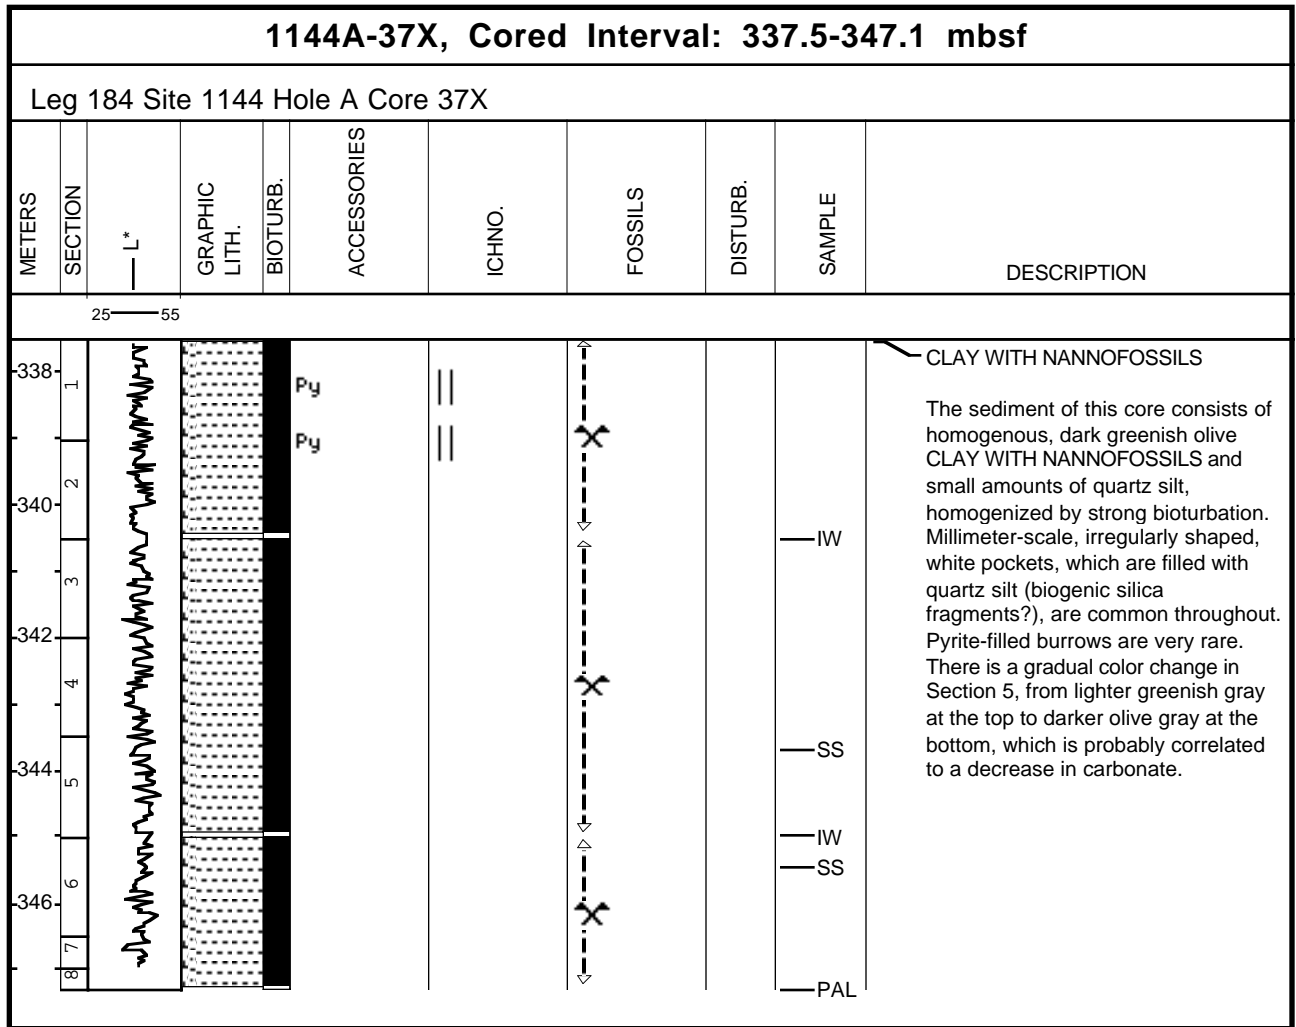 1144A-37X, Cored Interval: 337.5-347.1 mbsf
Leg 184 Site 1144 Hole A Core 37X
METERS
SECTION
L*
GRAPHIC
LITH.
BIOTURB.
ACCESSORIES
ICHNO.
FOSSILS
DISTURB.
SAMPLE
DESCRIPTION
25 55
338
340
342
344
346
1
2
3
4
5
6
7
8
Py
Py
IW
SS
IW
SS
PAL
CLAY WITH NANNOFOSSILS
The sediment of this core consists of
homogenous, dark greenish olive
CLAY WITH NANNOFOSSILS and
small amounts of quartz silt,
homogenized by strong bioturbation.
Millimeter-scale, irregularly shaped,
white pockets, which are filled with
quartz silt (biogenic silica
fragments?), are common throughout.
Pyrite-filled burrows are very rare.
There is a gradual color change in
Section 5, from lighter greenish gray
at the top to darker olive gray at the
bottom, which is probably correlated
to a decrease in carbonate.